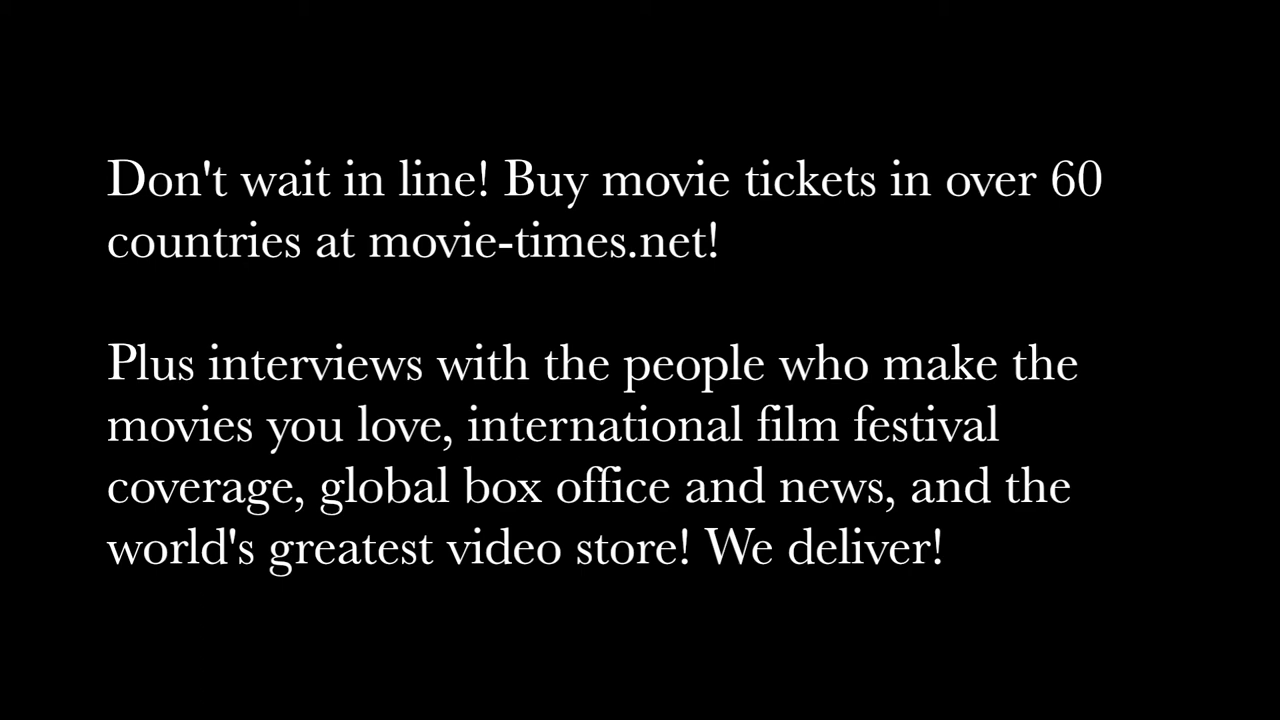 Don't wait in line! Buy movie tickets in over 60
countries at movie-times.net!
Plus interviews with the people who make the
movies you love, international film festival
coverage, global box office and news, and the
world's greatest video store! We deliver!